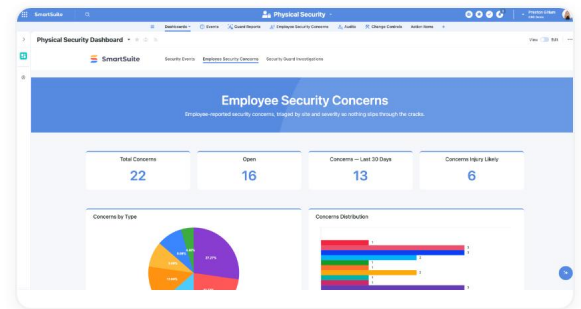 SmartSuite
Physical Security
Dashboards
Events
Guard Reports
Employee Security Concerns
Audits
Change Controls
Action Items
Physical Security Dashboard
View
Edit
SmartSuite
Security Events
Employee Security Concerns
Security Guard Investigations
Employee Security Concerns
Employee-reported security concerns, triaged by site and severity so nothing slips through the cracks.
Total Concerns
Open
Concerns — Last 30 Days
Concerns Injury Likely
22
16
13
6
Concerns by Type
Concerns Distribution